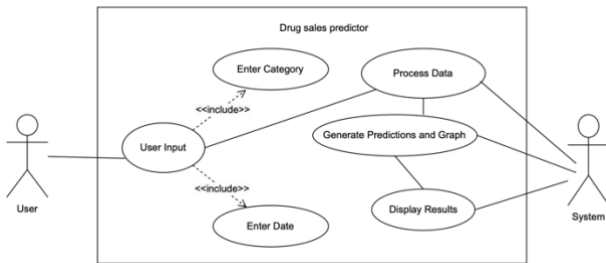 Drug sales predictor
Enter Category
Process Data
<<include>>
User Input
Generate Predictions and Graph
<<include>>
User
Display Results
System
Enter Date